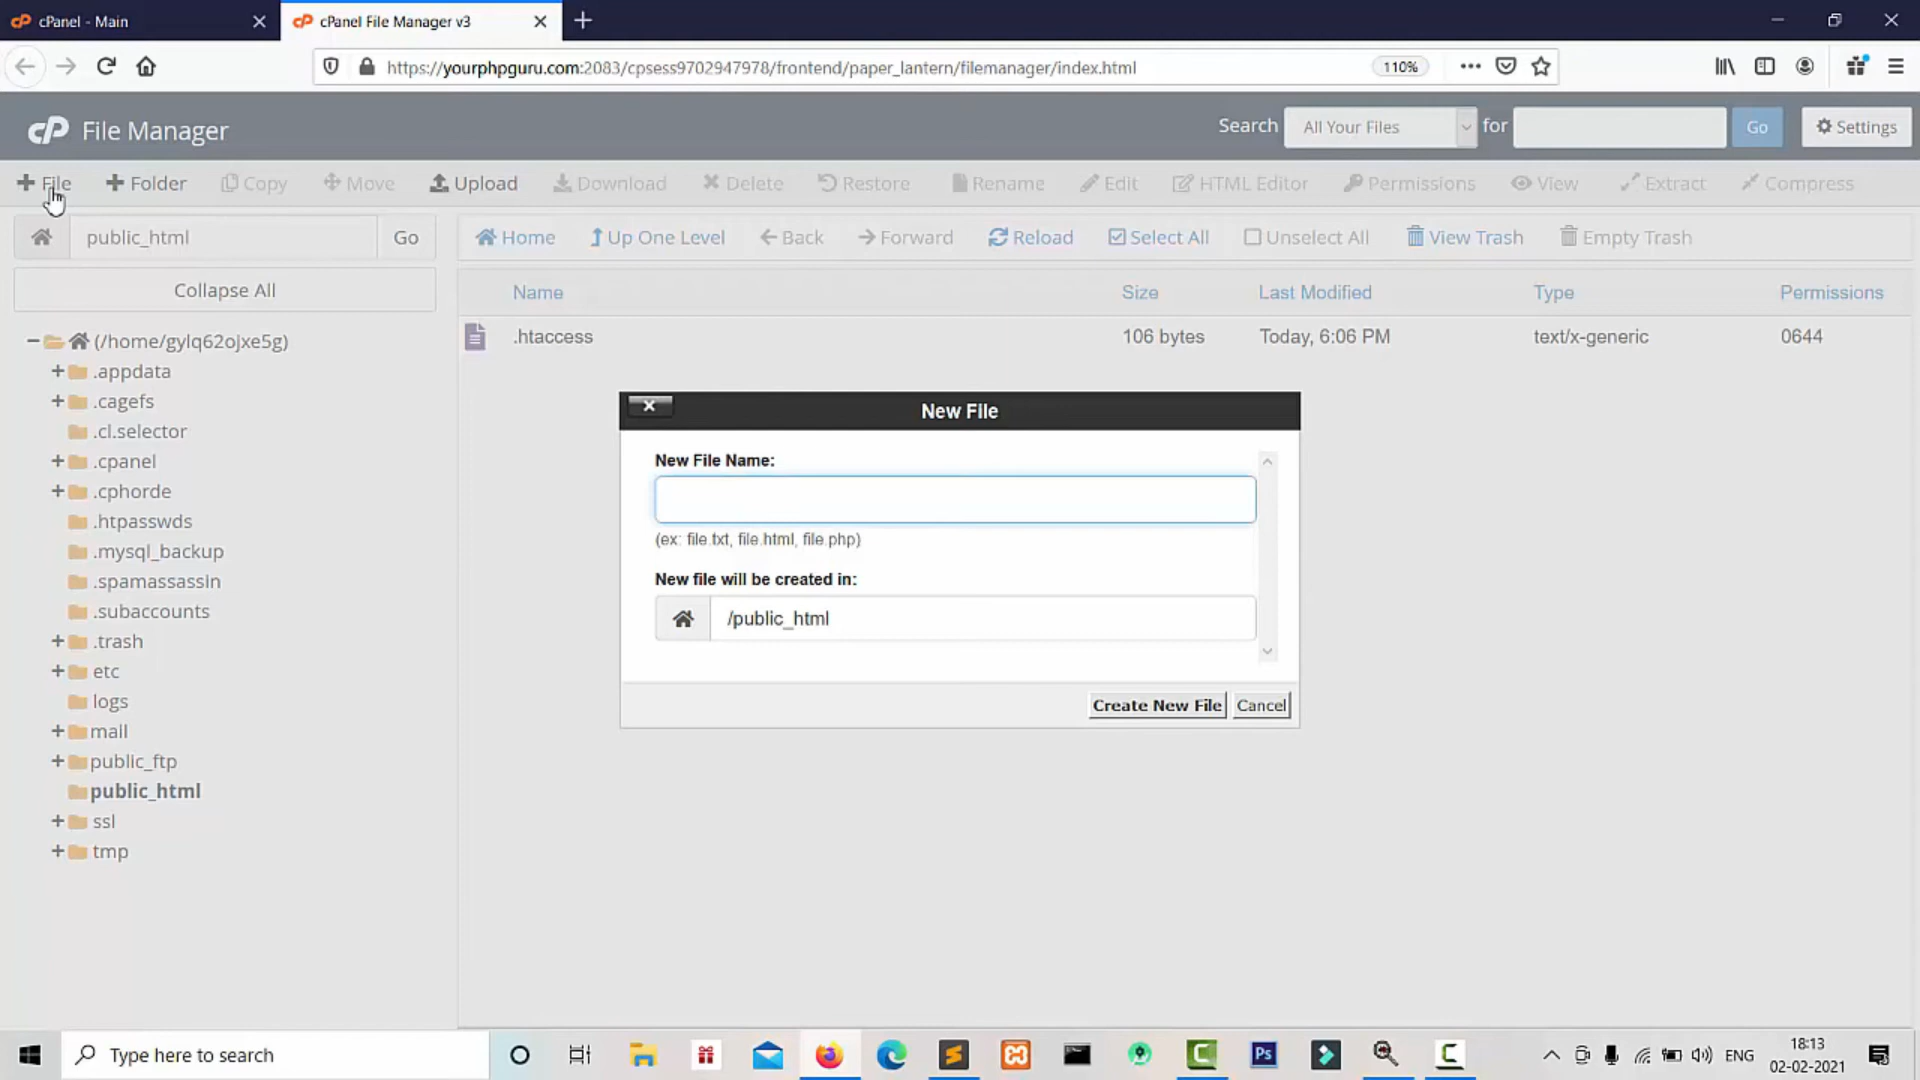 cPanel - Main
cPanel File Manager v3
https://yourphpguru.com:2083/cpsess9702947978/frontend/paper_lantern/filemanager/index.html
110%
cP File Manager
Search All Your Files for Go Settings
File Folder Copy Move Upload Download Delete Restore Rename Edit HTML Editor Permissions View Extract Compress
public_html Go
Home Up One Level Back Forward Reload Select All Unselect All View Trash Empty Trash
Collapse All
Name Size Last Modified Type Permissions
.htaccess 106 bytes Today, 6:06 PM text/x-generic 0644
(/home/gylq62ojxe5g)
.appdata
.cagefs
.cl.selector
.cpanel
.cphorde
.htpasswds
.mysql_backup
.spamassassin
.subaccounts
.trash
etc
logs
mail
public_ftp
public_html
ssl
tmp
New File
New File Name:
(ex: file.txt, file.html, file.php)
New file will be created in:
/public_html
Create New File Cancel
Type here to search
Ps
ENG
18:13
02-02-2021